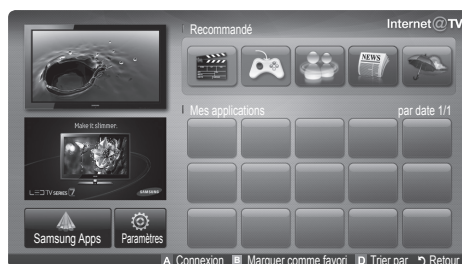 Internet@TV
Recommandé
NEWS
Mes applications
par date 1/1
Make it slimmer.
LED TV SERIES 7
SAMSUNG
Samsung Apps
Paramètres
A Connexion B Marquer comme favori D Trier par Retour